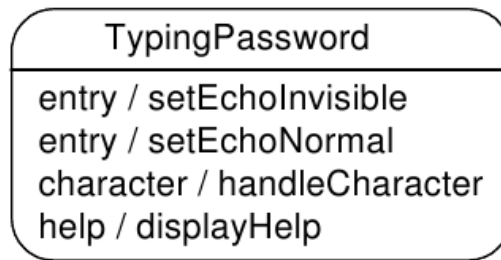 TypingPassword
entry / setEchoInvisible
entry / setEchoNormal
character / handleCharacter
help / displayHelp